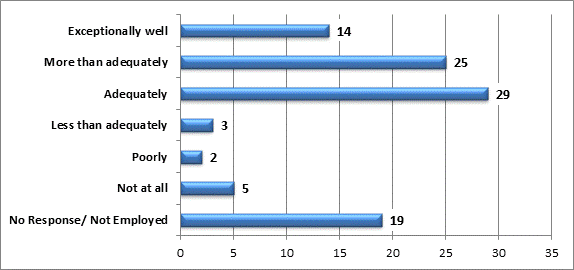 Exceptionally well 14
More than adequately 25
Adequately 29
Less than adequately 3
Poorly 2
Not at all 5
No Response/ Not Employed 19
0 5 10 15 20 25 30 35